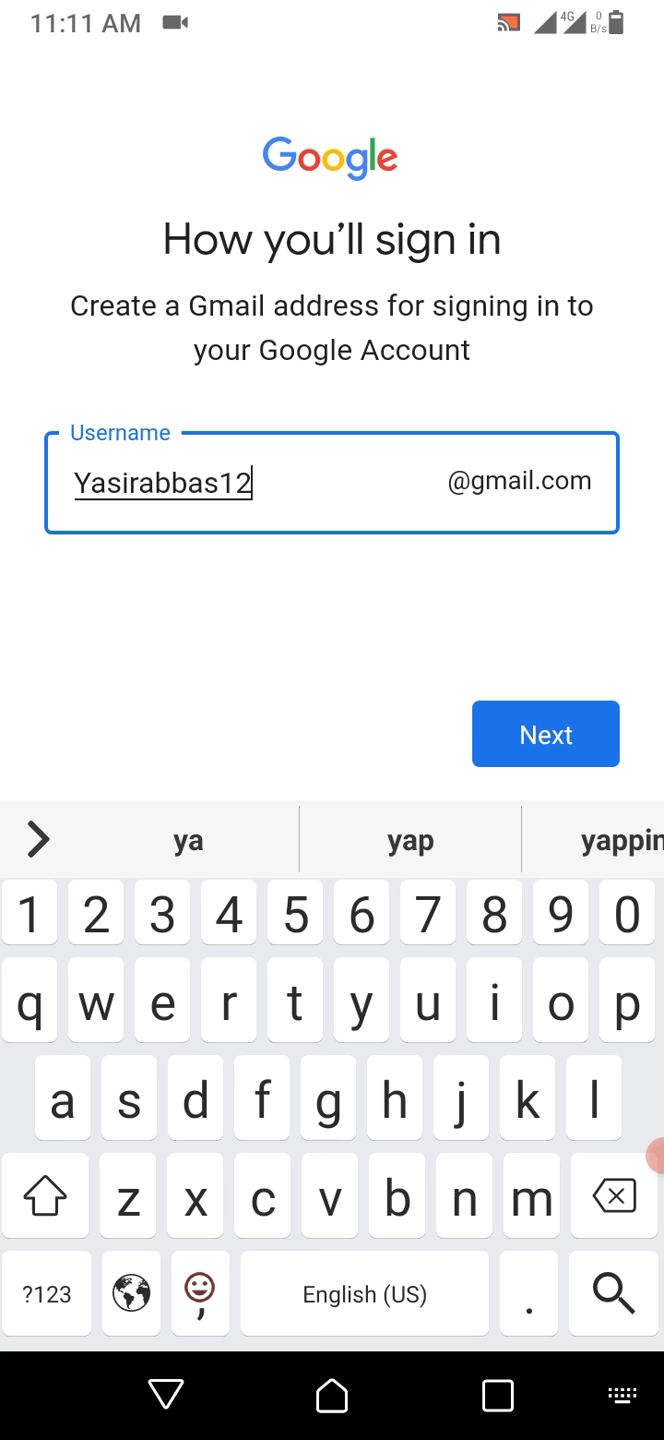 11:11 AM
4G 0 B/s
Google
How you'll sign in
Create a Gmail address for signing in to
your Google Account
Username
Yasirabbas12 @gmail.com
Next
ya yap yappin
1 2 3 4 5 6 7 8 9 0
q w e r t y u i o p
a s d f g h j k l
z x c v b n m
?123 , English (US) .